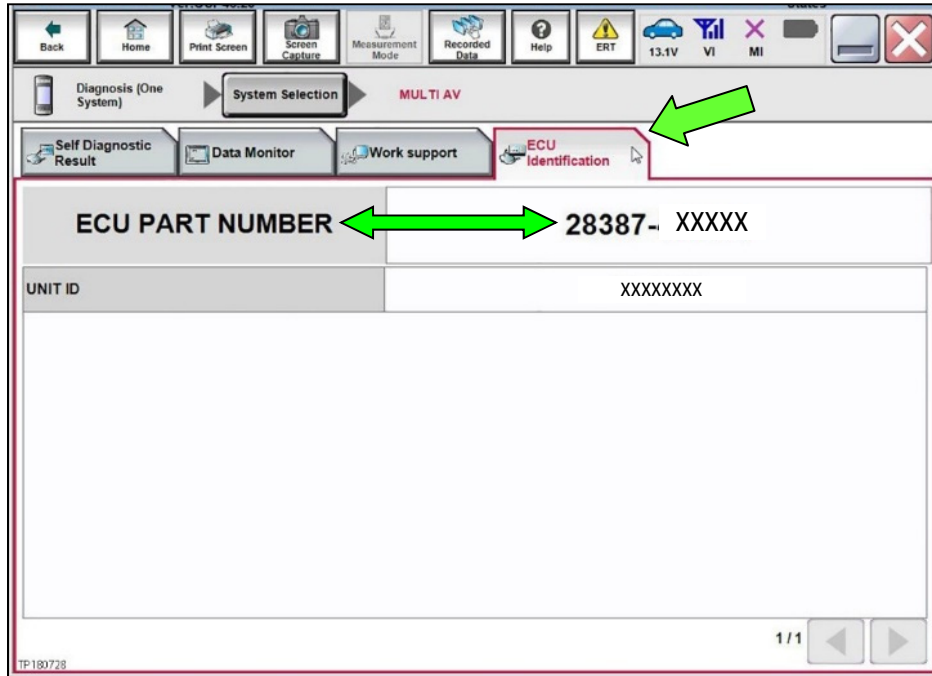 Back
Home
Print Screen
Screen
Capture
Measurement
Mode
Recorded
Data
Help
ERT
13.1V
VI
MI
Diagnosis (One
System)
System Selection
MULTI AV
Self Diagnostic
Result
Data Monitor
Work support
ECU
Identification
ECU PART NUMBER
28387- XXXXX
UNIT ID
XXXXXXXX
1/1
TP180728